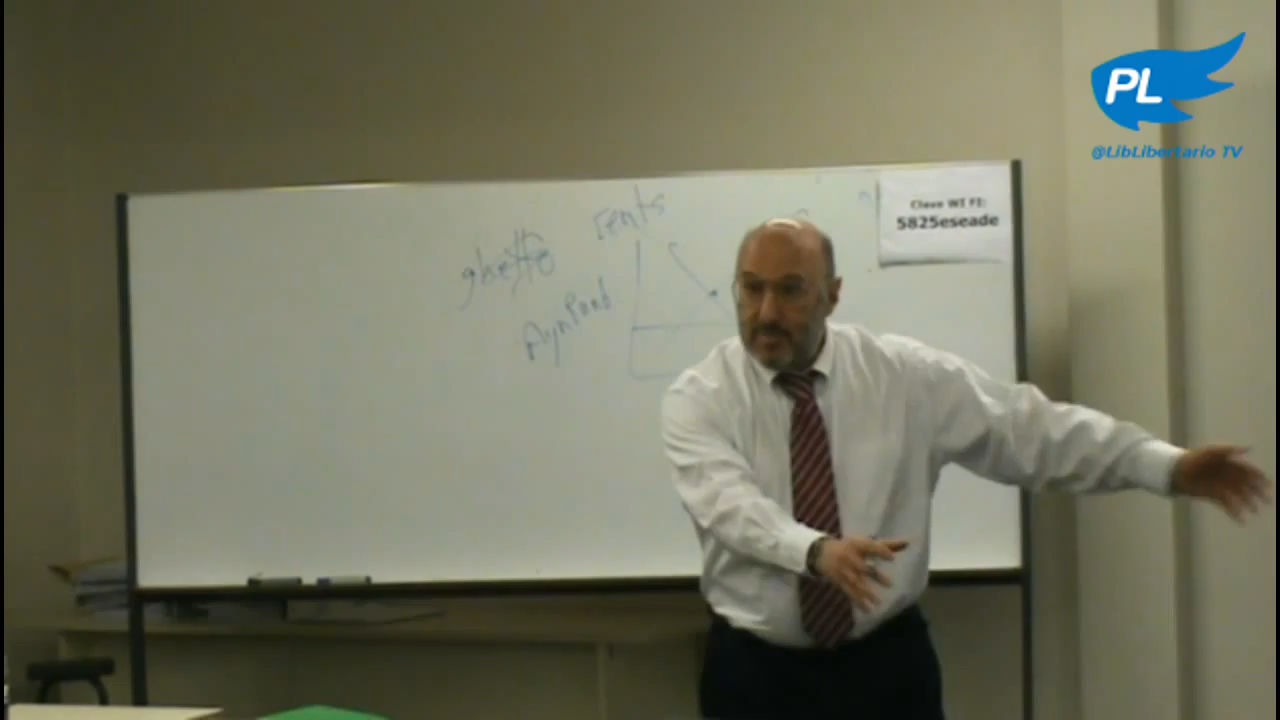 PL
@LibLibertario TV
Clave WI FI:
5825eseade
rents
ghetto
Ayn Rand